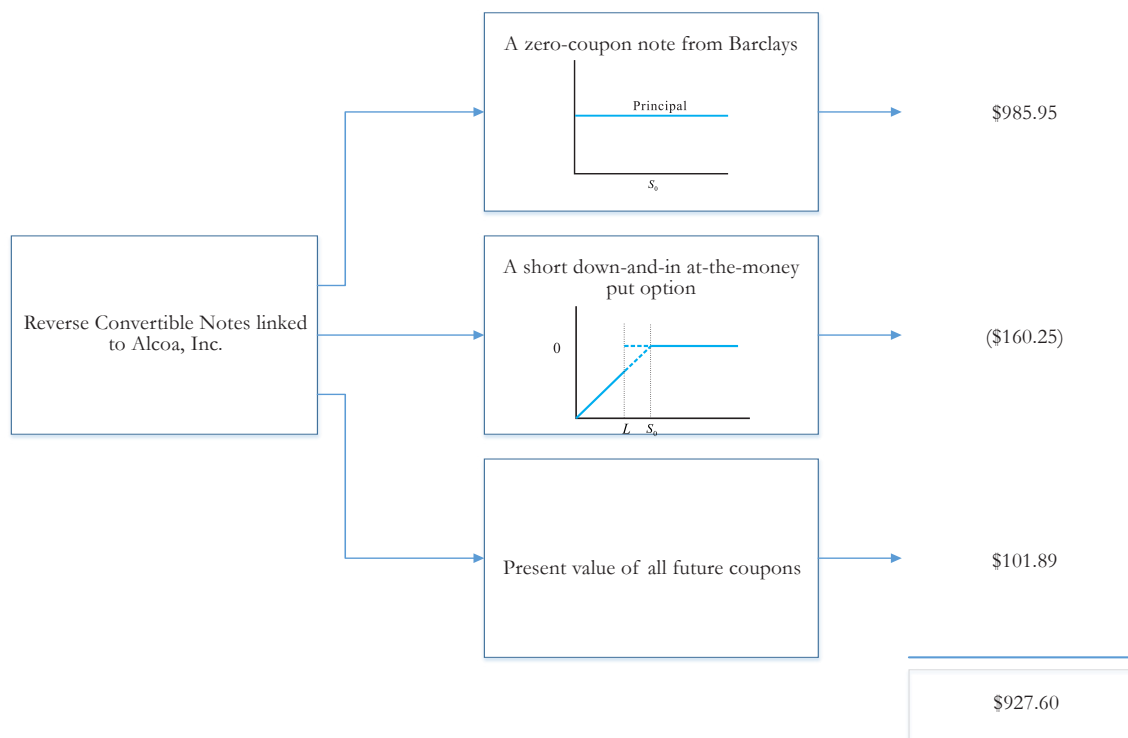 A zero-coupon note from Barclays
Principal
S₀
$985.95
Reverse Convertible Notes linked
to Alcoa, Inc.
A short down-and-in at-the-money
put option
0
L S₀
($160.25)
Present value of all future coupons
$101.89
$927.60